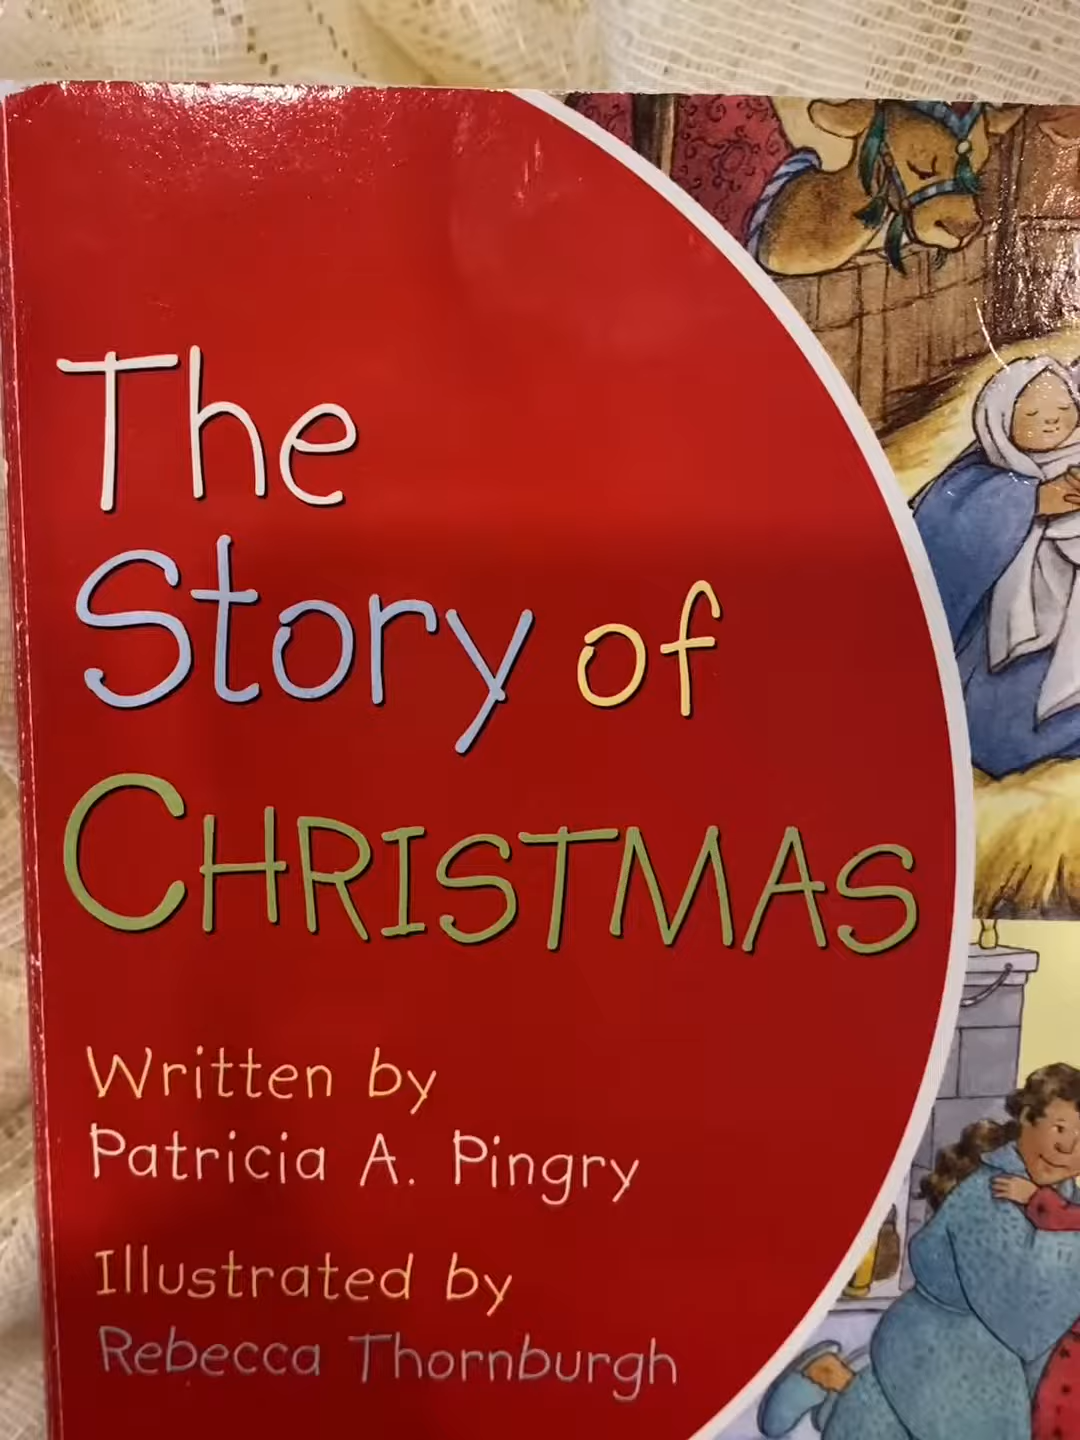 The
Story of
CHRISTMAS
Written by
Patricia A. Pingry
Illustrated by
Rebecca Thornburgh